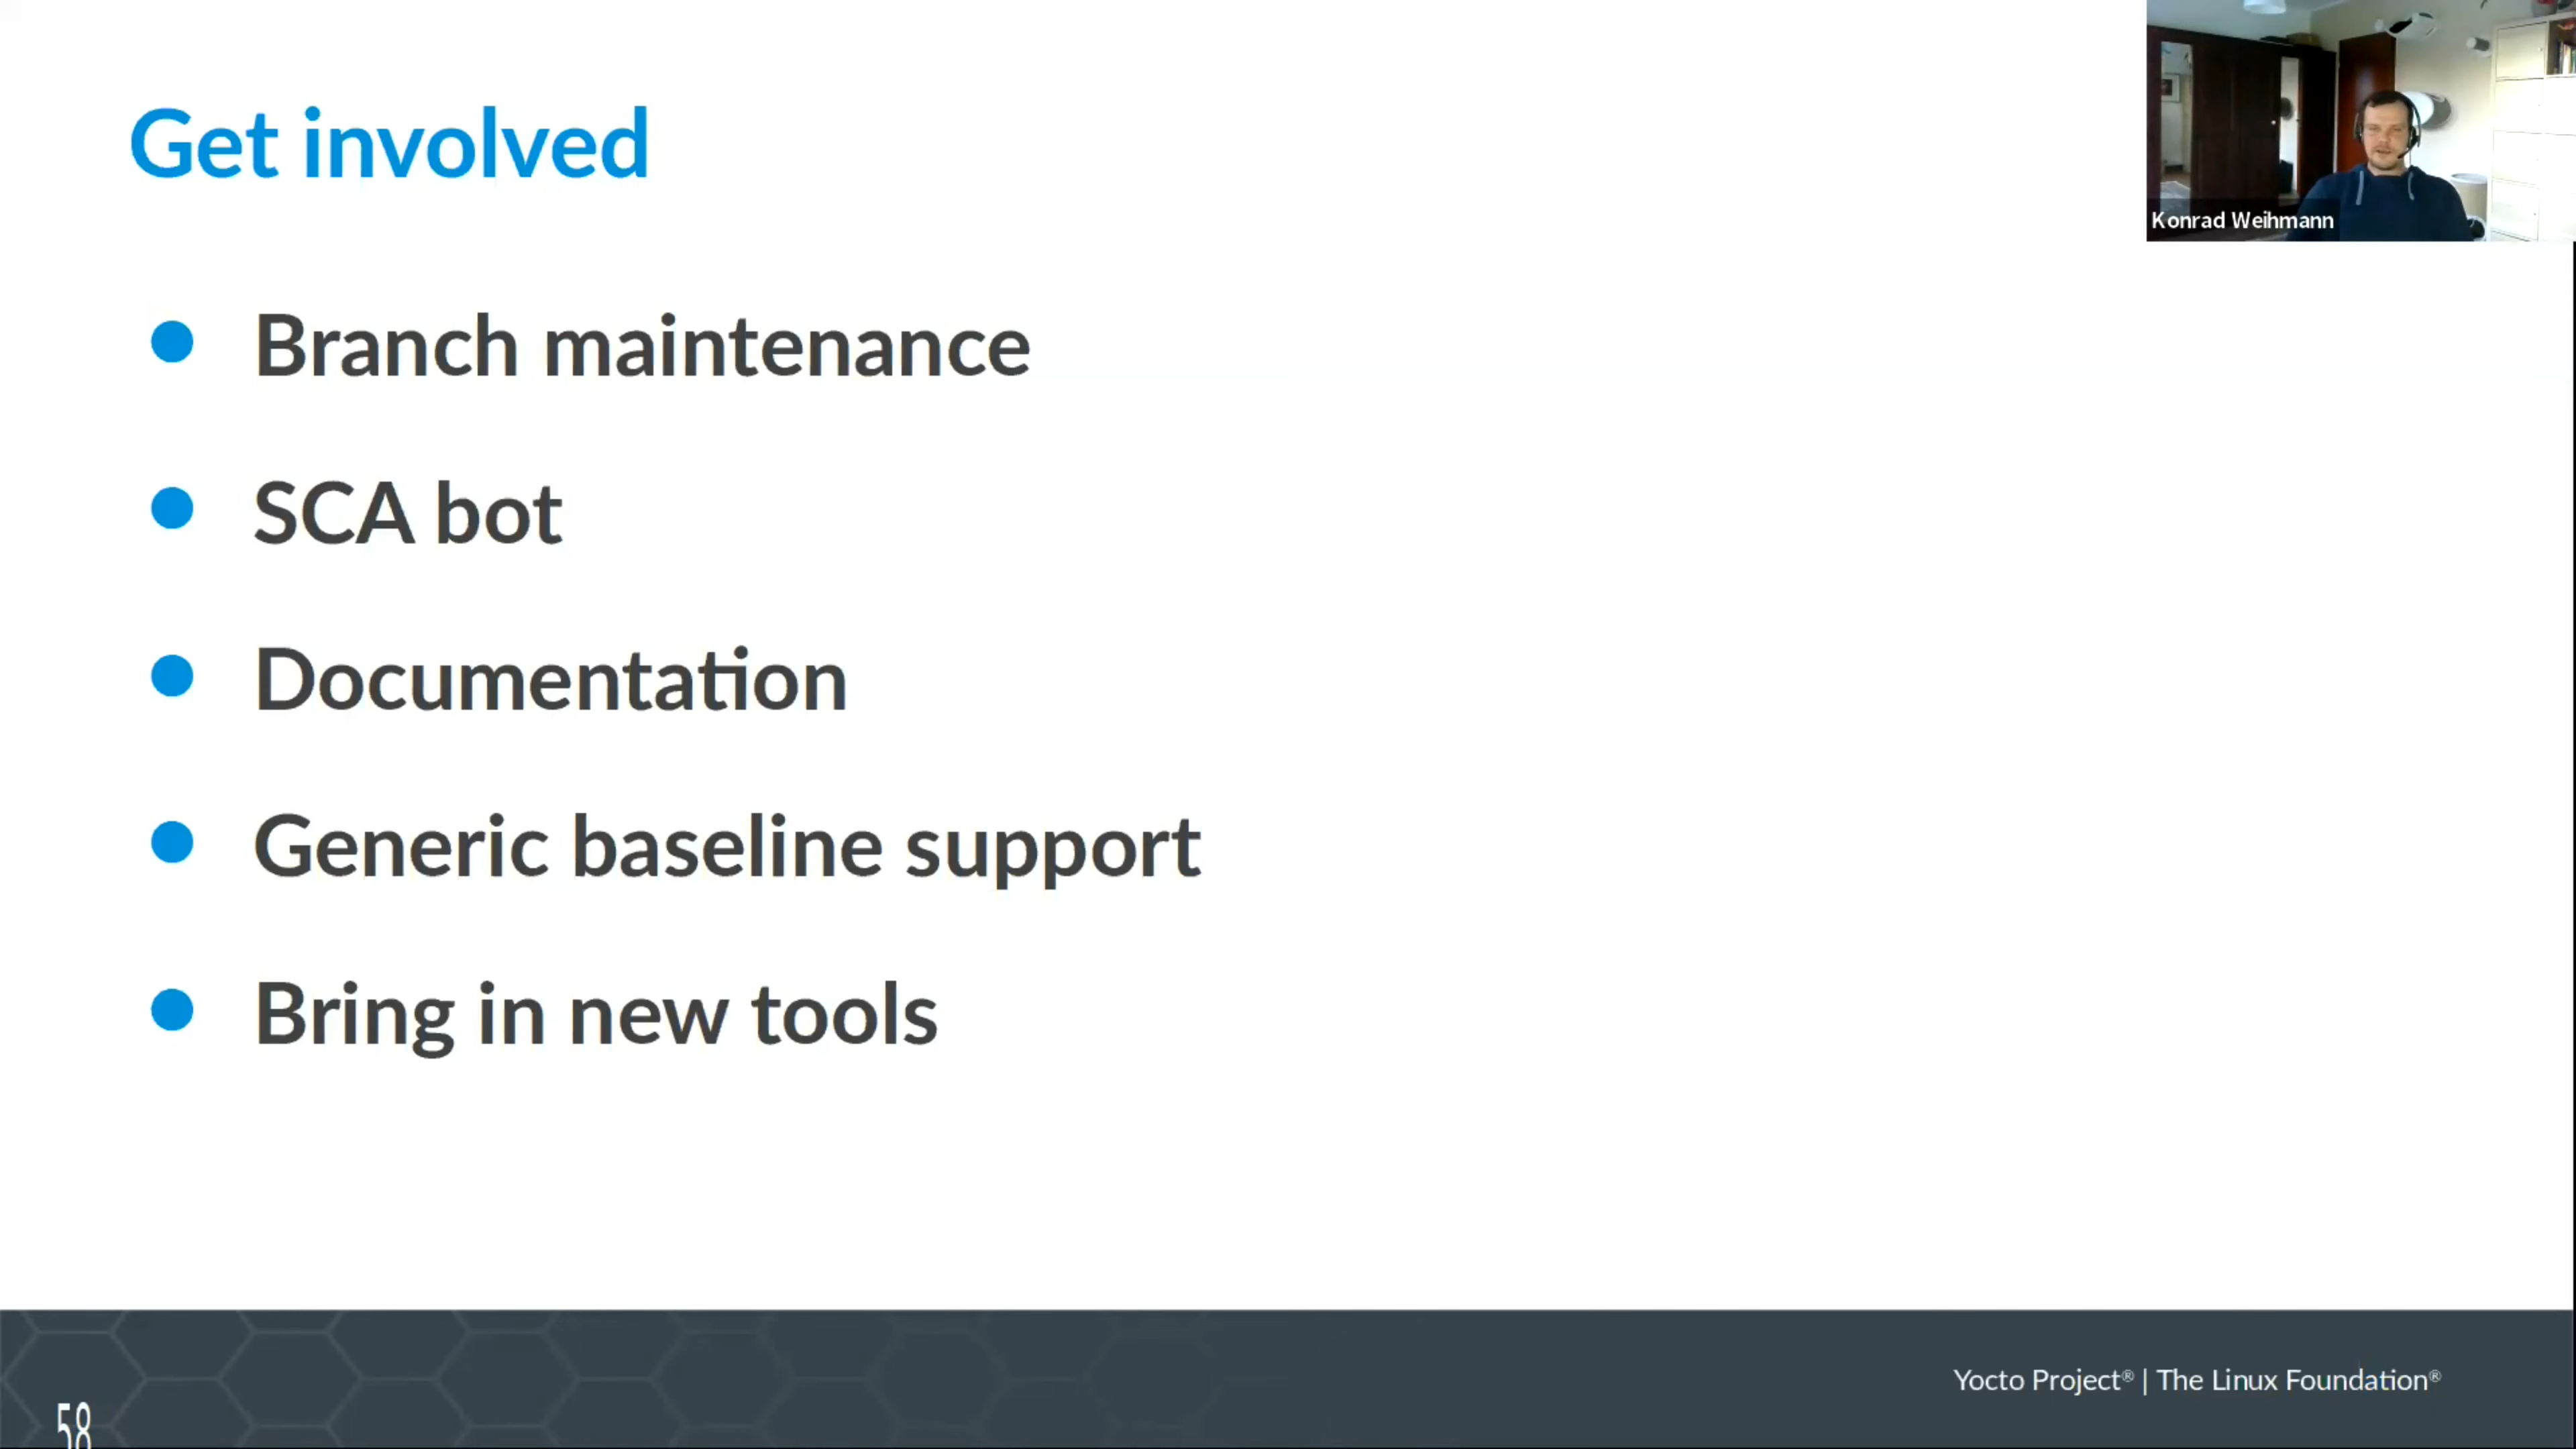 Get involved
Konrad Weihmann
Branch maintenance
SCA bot
Documentation
Generic baseline support
Bring in new tools
Yocto Project® | The Linux Foundation®
58